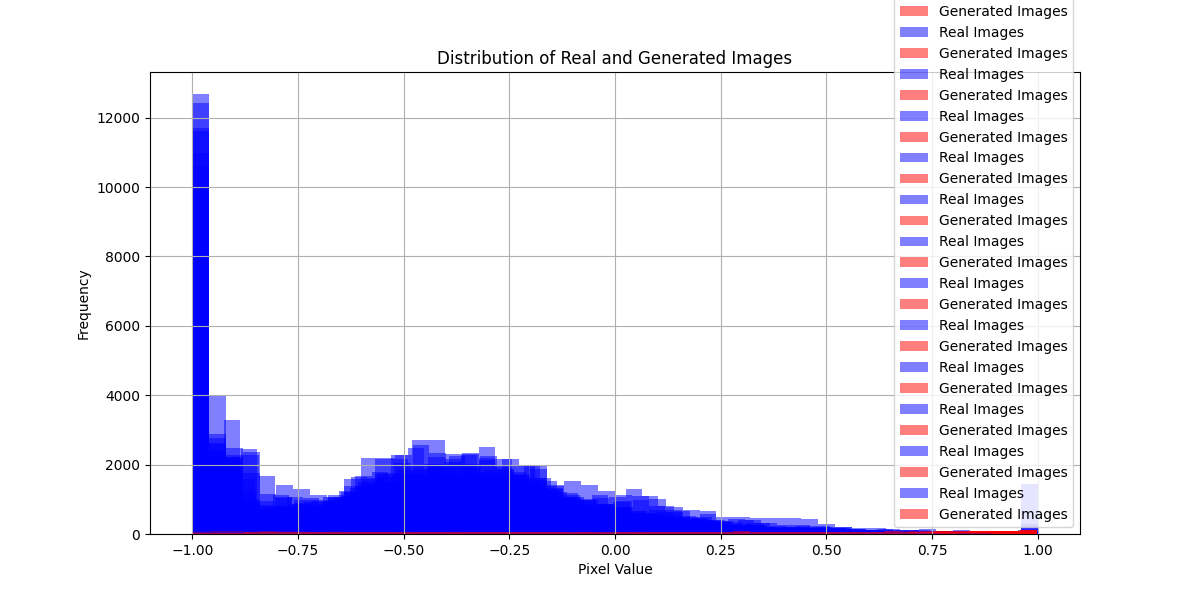 Distribution of Real and Generated Images
Generated Images
Real Images
Generated Images
Real Images
Generated Images
Real Images
Generated Images
Real Images
Generated Images
Real Images
Generated Images
Real Images
Generated Images
Real Images
Generated Images
Real Images
Generated Images
Real Images
Generated Images
Real Images
Generated Images
Real Images
Generated Images
Real Images
Generated Images
Frequency
12000
10000
8000
6000
4000
2000
0
−1.00 −0.75 −0.50 −0.25 0.00 0.25 0.50 0.75 1.00
Pixel Value